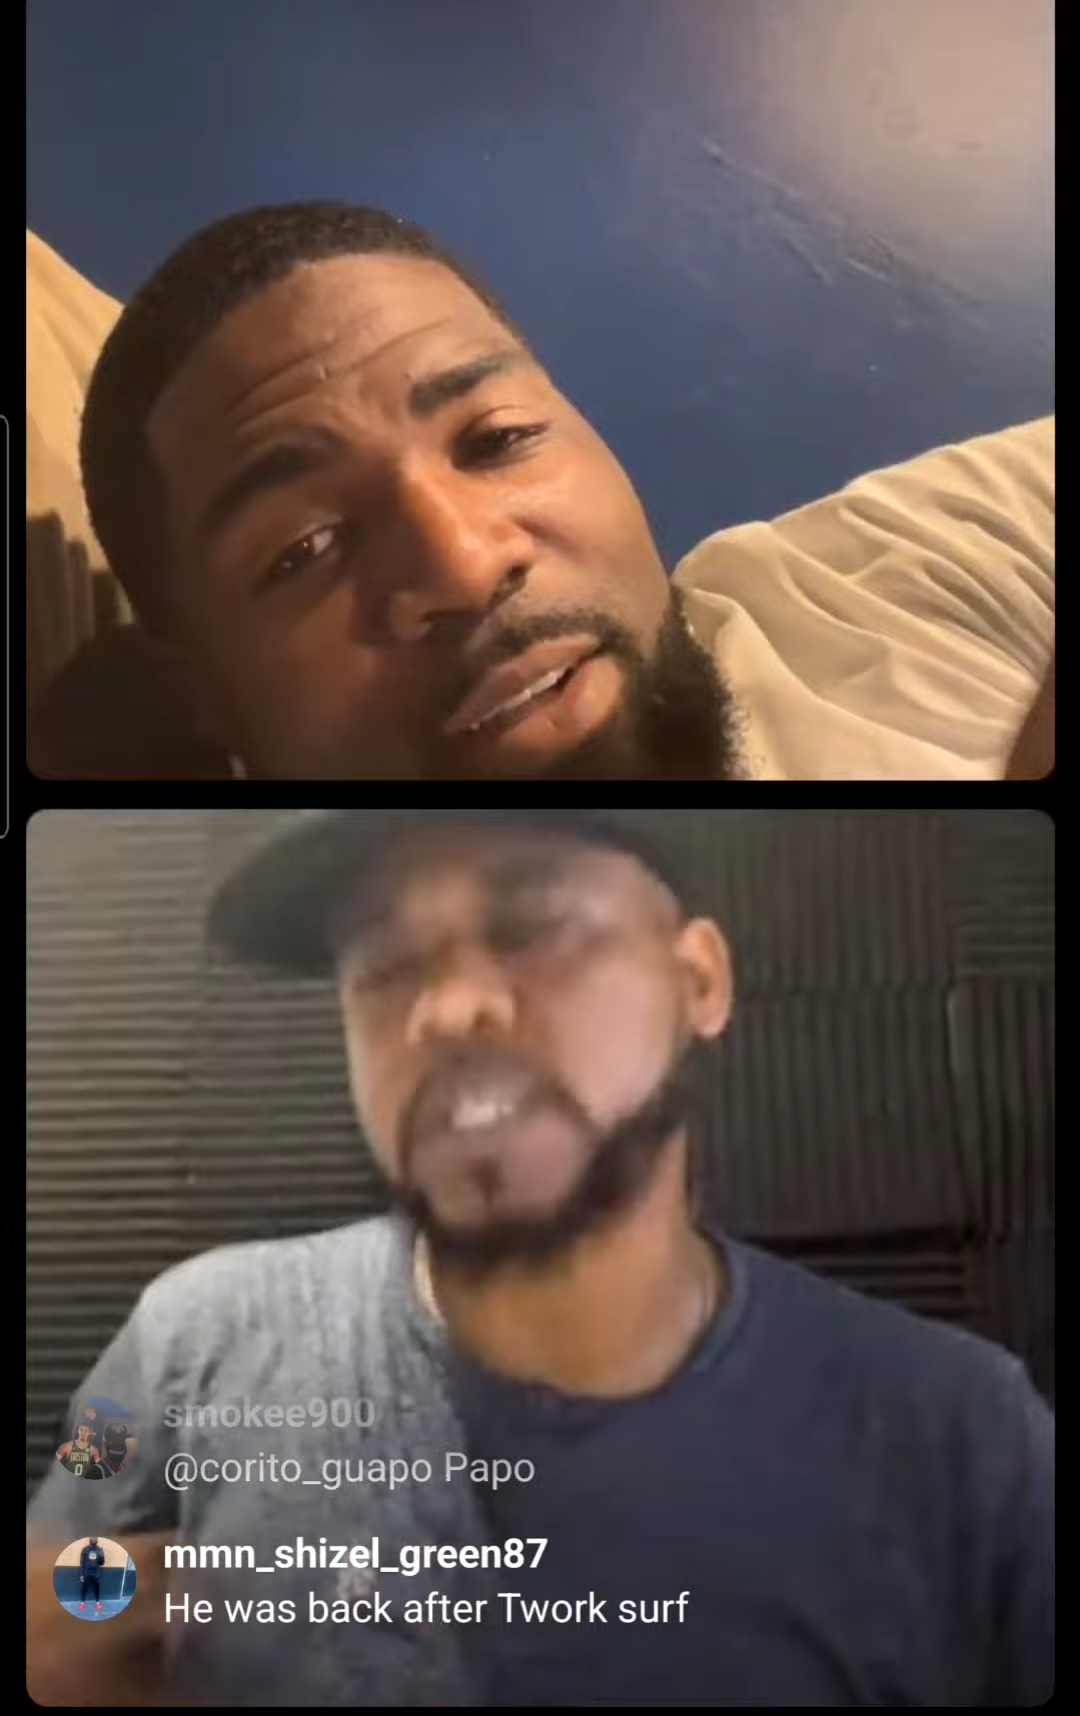 smokee900
@corito_guapo Papo
mmn_shizel_green87
He was back after Twork surf